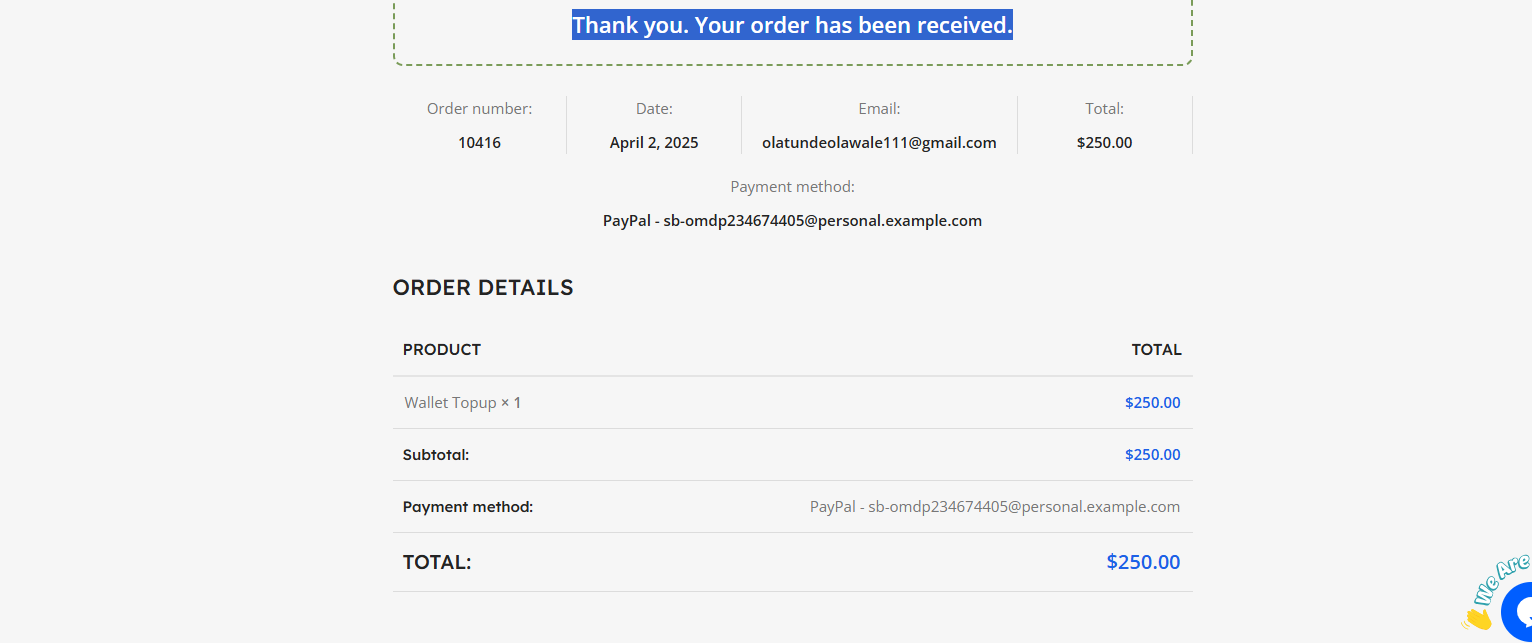 Thank you. Your order has been received.
Order number: Date: Email: Total:
10416 April 2, 2025 olatundeolawale111@gmail.com $250.00
Payment method:
PayPal - sb-omdp234674405@personal.example.com
ORDER DETAILS
PRODUCT TOTAL
Wallet Topup × 1 $250.00
Subtotal: $250.00
Payment method: PayPal - sb-omdp234674405@personal.example.com
TOTAL: $250.00
We Are